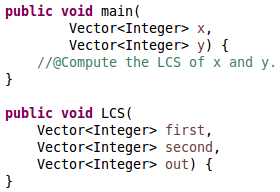 public void main(
        Vector<Integer> x,
        Vector<Integer> y) {
    //@Compute the LCS of x and y.
}

public void LCS(
    Vector<Integer> first,
    Vector<Integer> second,
    Vector<Integer> out) {
}